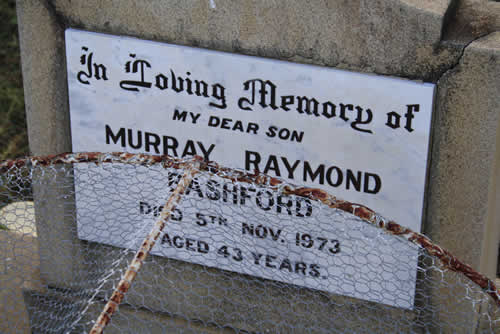 In Loving Memory of
MY DEAR SON
MURRAY RAYMOND
BASHFORD
DIED 5TH NOV. 1973
AGED 43 YEARS.